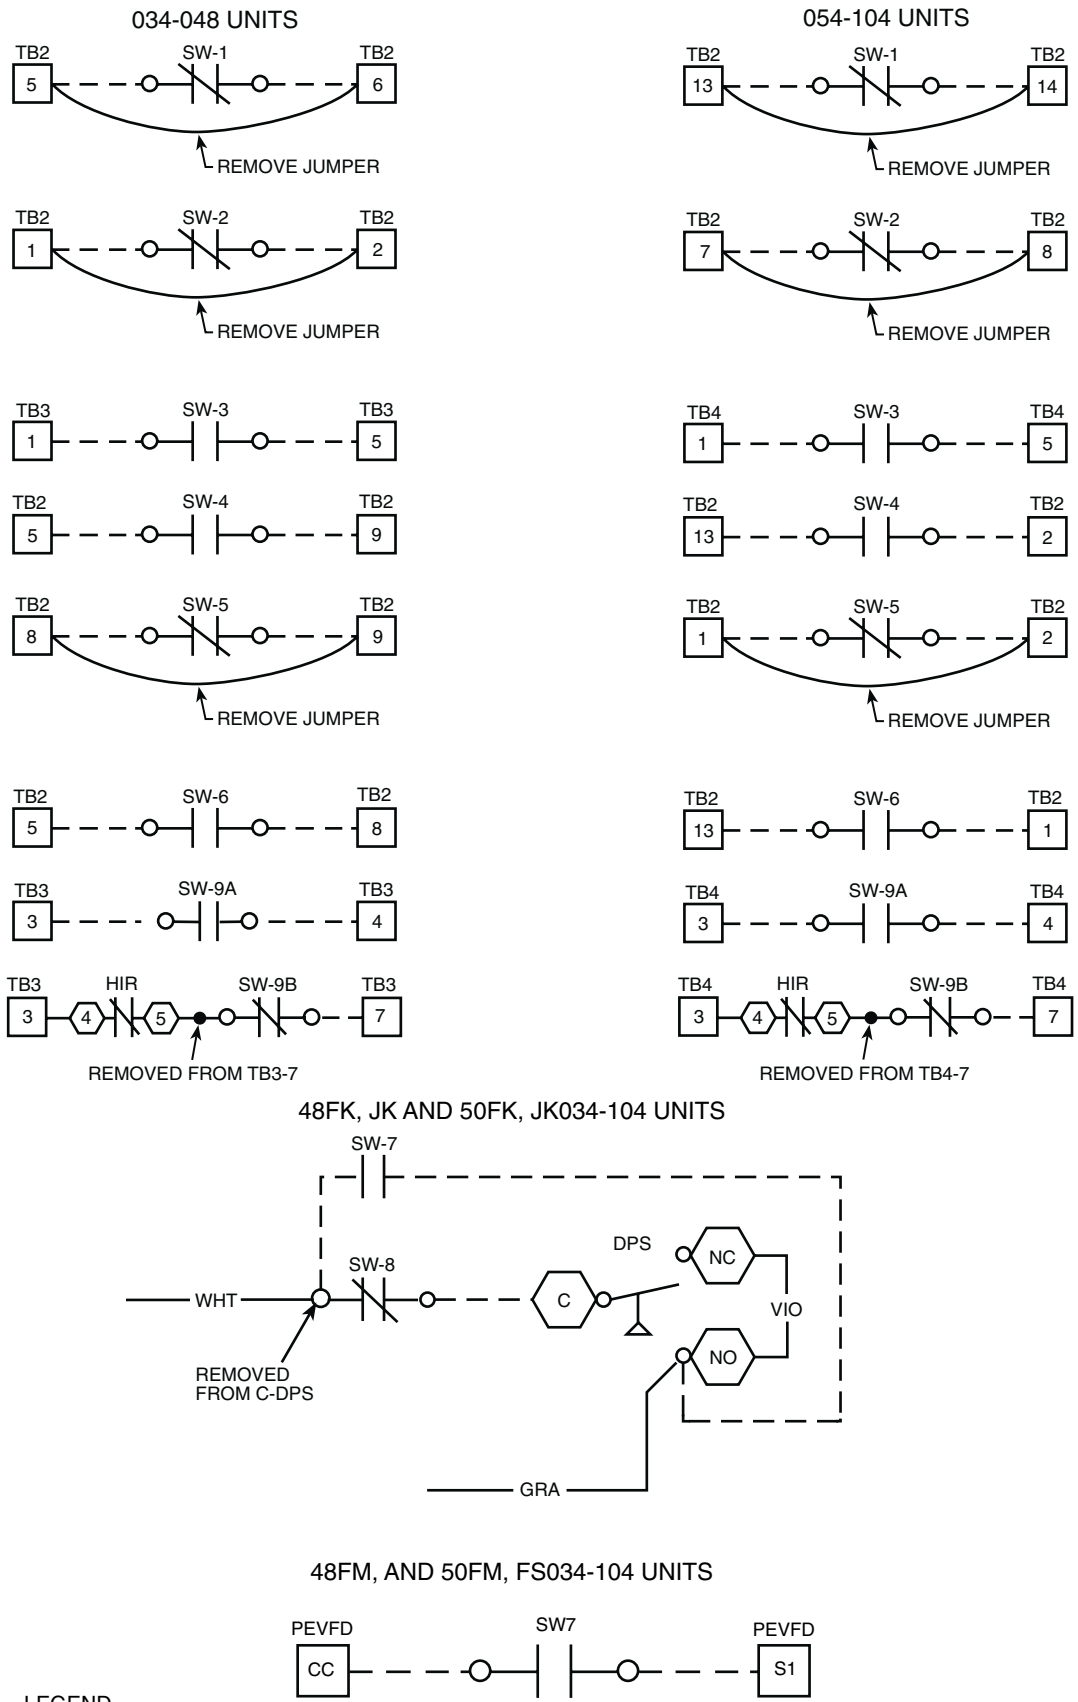 034-048 UNITS
054-104 UNITS
TB2 SW-1 TB2
5 6
REMOVE JUMPER
TB2 SW-1 TB2
13 14
REMOVE JUMPER
TB2 SW-2 TB2
1 2
REMOVE JUMPER
TB2 SW-2 TB2
7 8
REMOVE JUMPER
TB3 SW-3 TB3
1 5
TB4 SW-3 TB4
1 5
TB2 SW-4 TB2
5 9
TB2 SW-4 TB2
13 2
TB2 SW-5 TB2
8 9
REMOVE JUMPER
TB2 SW-5 TB2
1 2
REMOVE JUMPER
TB2 SW-6 TB2
5 8
TB2 SW-6 TB2
13 1
TB3 SW-9A TB3
3 4
TB4 SW-9A TB4
3 4
TB3 HIR SW-9B TB3
3 4 5 7
REMOVED FROM TB3-7
TB4 HIR SW-9B TB4
3 4 5 7
REMOVED FROM TB4-7
48FK, JK AND 50FK, JK034-104 UNITS
SW-7
DPS NC
SW-8
WHT C VIO
NO
REMOVED
FROM C-DPS
GRA
48FM, AND 50FM, FS034-104 UNITS
PEVFD SW7 PEVFD
CC S1
LEGEND